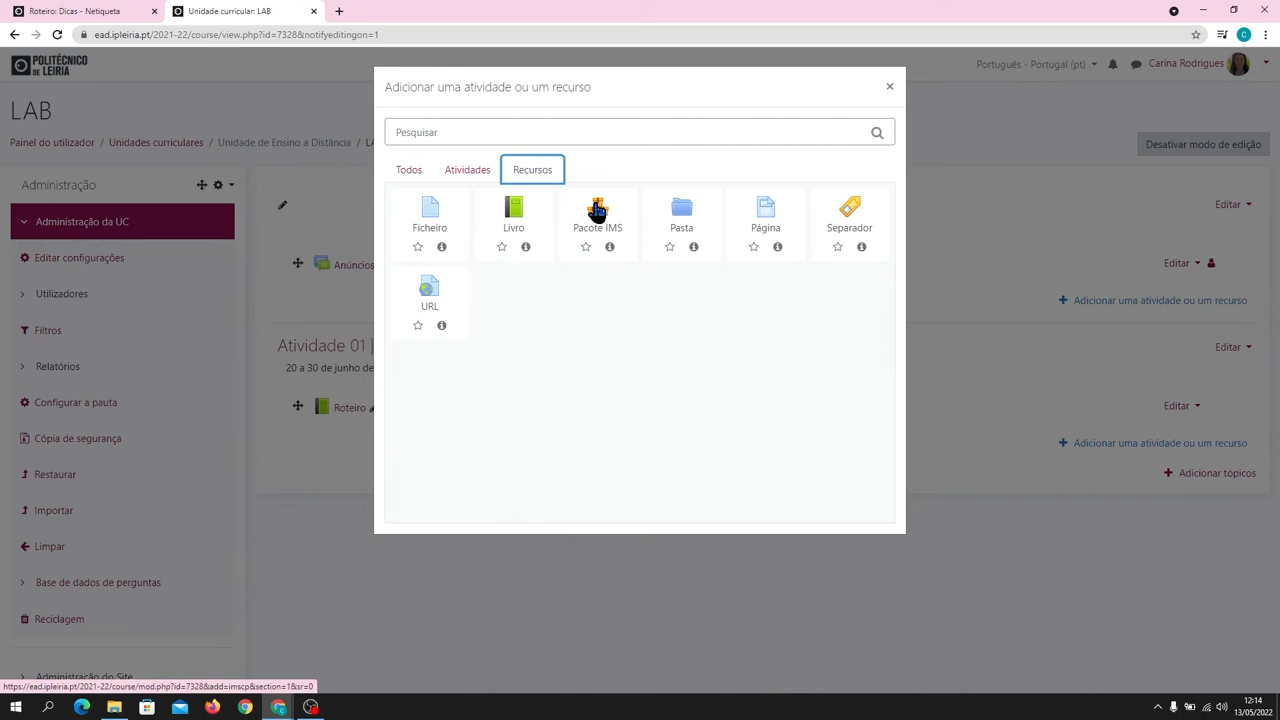 Roteiro: Dicas - Netiqueta
Unidade curricular: LAB
ead.ipleiria.pt/2021-22/course/view.php?id=7328&notifyeditingon=1
C
POLITÉCNICO
DE LEIRIA
Português - Portugal (pt)
Carina Rodrigues
LAB
Painel do utilizador / Unidades curriculares / Unidade de Ensino a Distância /
Desativar modo de edição
Administração
Administração da UC
Editar configurações
Utilizadores
Filtros
Relatórios
Configurar a pauta
Cópia de segurança
Restaurar
Importar
Limpar
Base de dados de perguntas
Reciclagem
Administração do Site
Editar
Anúncios
Editar
Adicionar uma atividade ou um recurso
Atividade 01 |
Editar
20 a 30 de junho de
Roteiro
Editar
Adicionar uma atividade ou um recurso
Adicionar tópicos
Adicionar uma atividade ou um recurso
Pesquisar
Todos
Atividades
Recursos
Ficheiro
Livro
Pacote IMS
Pasta
Página
Separador
URL
https://ead.ipleiria.pt/2021-22/course/mod.php?id=7328&add=imscp&section=1&sr=0
12:14
13/05/2022